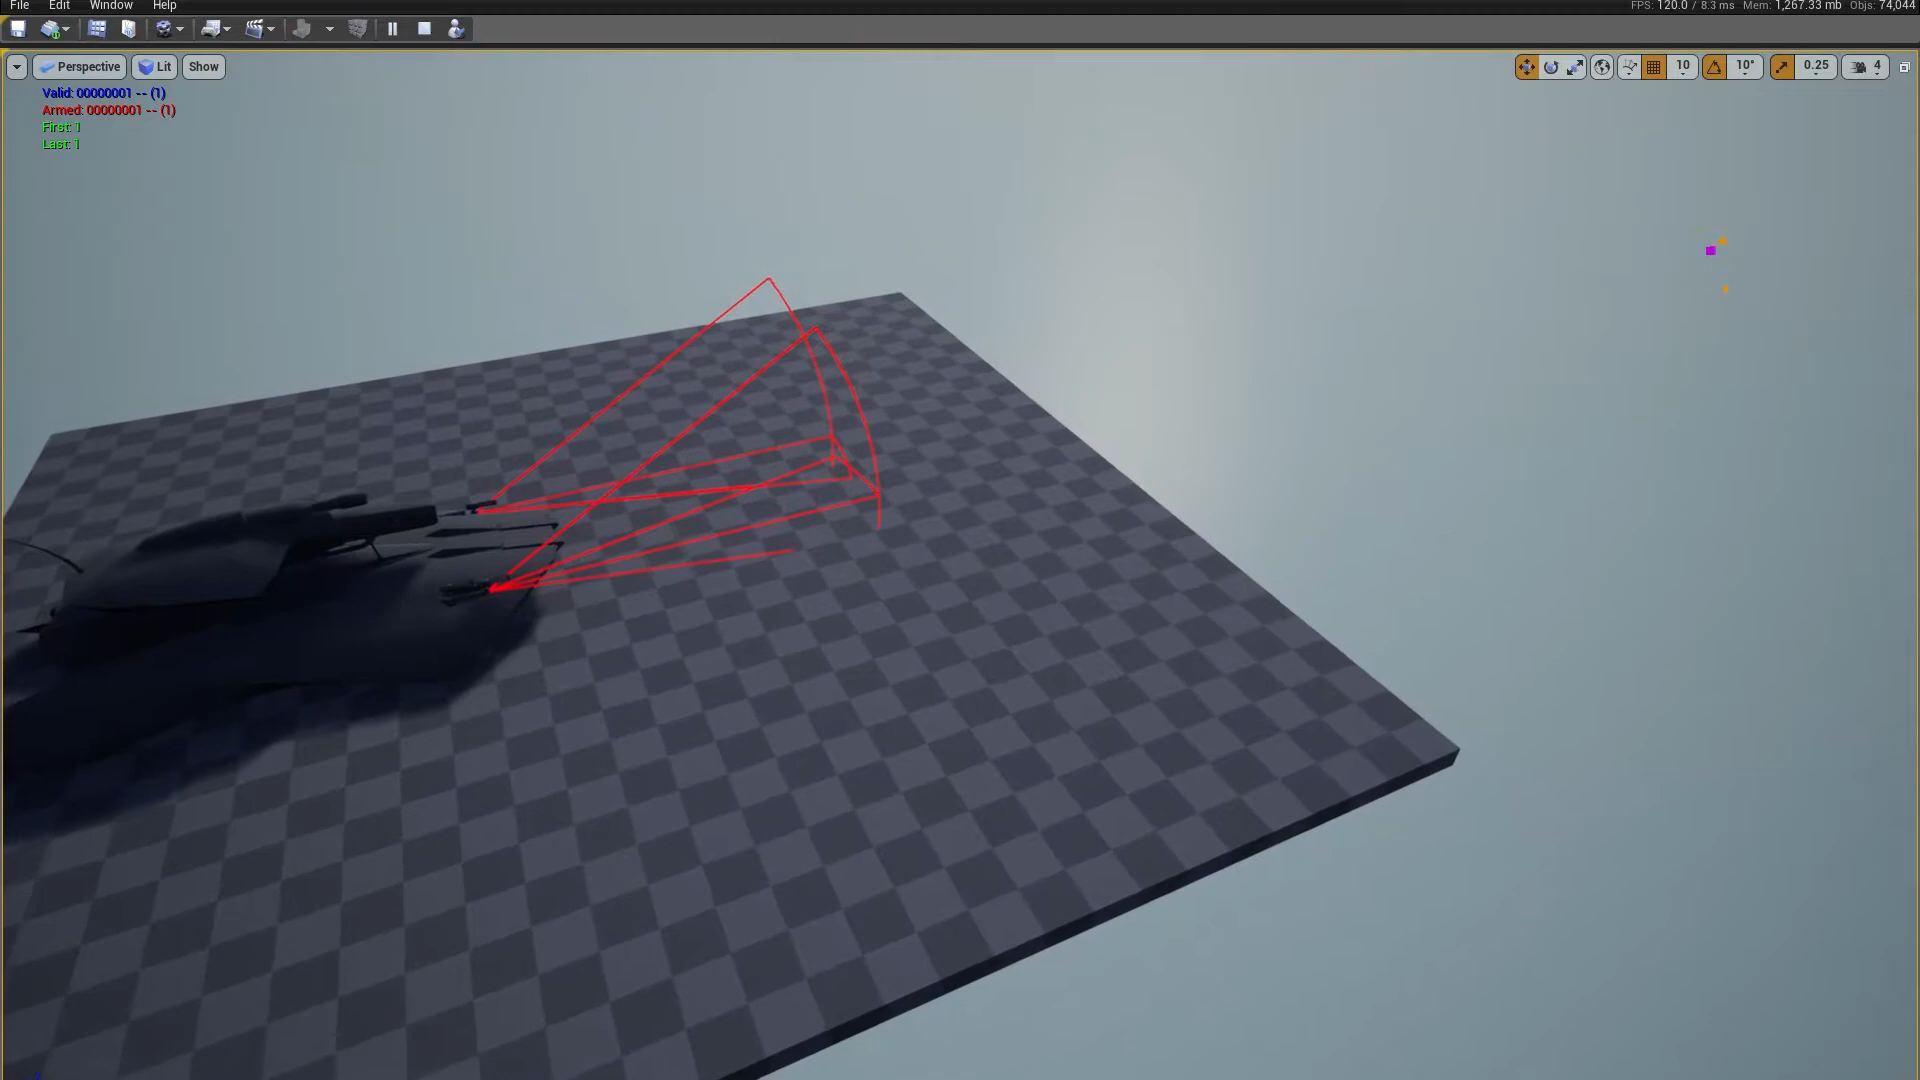 File Edit Window Help
FPS: 120.0 / 8.3 ms Mem: 1,267.33 mb Objs: 74,044
Perspective Lit Show
10 10° 0.25 4
Valid: 00000001 -- (1)
Armed: 00000001 -- (1)
First: 1
Last: 1